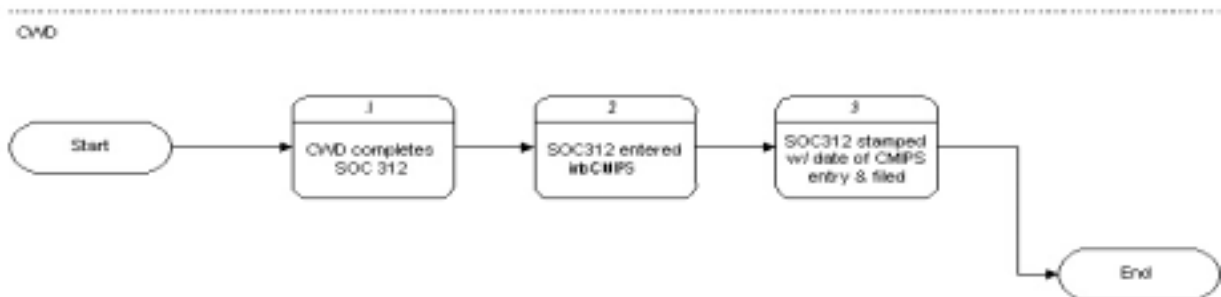 CWD
Start
.1
CWD completes
SOC 312
.2
SOC312 entered
intoCMIPS
.3
SOC312 stamped
w/ date of CMIPS
entry & filed
End